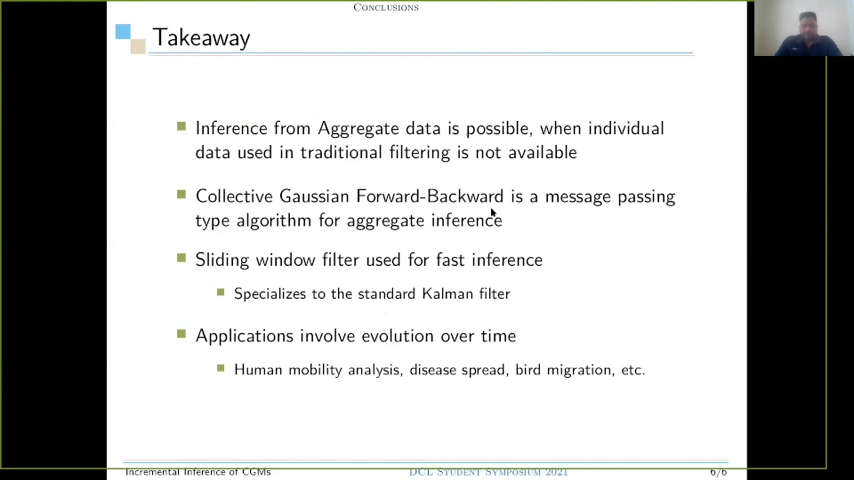 Conclusions
Takeaway
Inference from Aggregate data is possible, when individual
data used in traditional filtering is not available
Collective Gaussian Forward-Backward is a message passing
type algorithm for aggregate inference
Sliding window filter used for fast inference
Specializes to the standard Kalman filter
Applications involve evolution over time
Human mobility analysis, disease spread, bird migration, etc.
Incremental Inference of CGMs DCL Student Symposium 2021 6/6